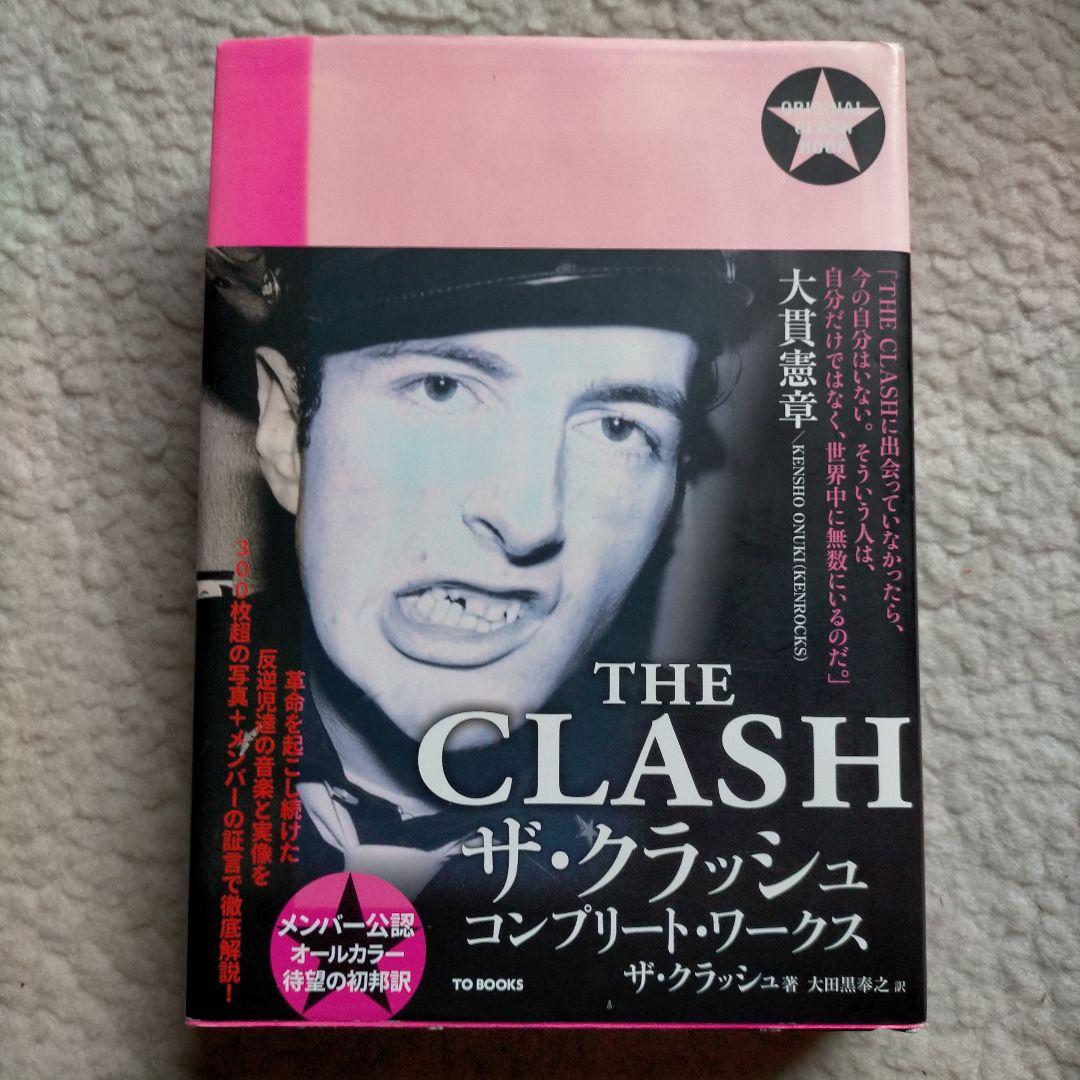 ORIGINAL
CLASH
BOOK
「THE CLASHに出会っていなかったら、
今の自分はいない。そういう人は、
自分だけではなく、世界中に無数にいるのだ。」
大貫憲章/KENSHO ONUKI(KENROCKS)
革命を起こし続けた
反逆児達の音楽と実像を
300枚超の写真+メンバーの証言で徹底解説!
THE
CLASH
ザ・クラッシュ
コンプリート・ワークス
ザ・クラッシュ著 大田黒奉之訳
メンバー公認
オールカラー
待望の初邦訳
TO BOOKS